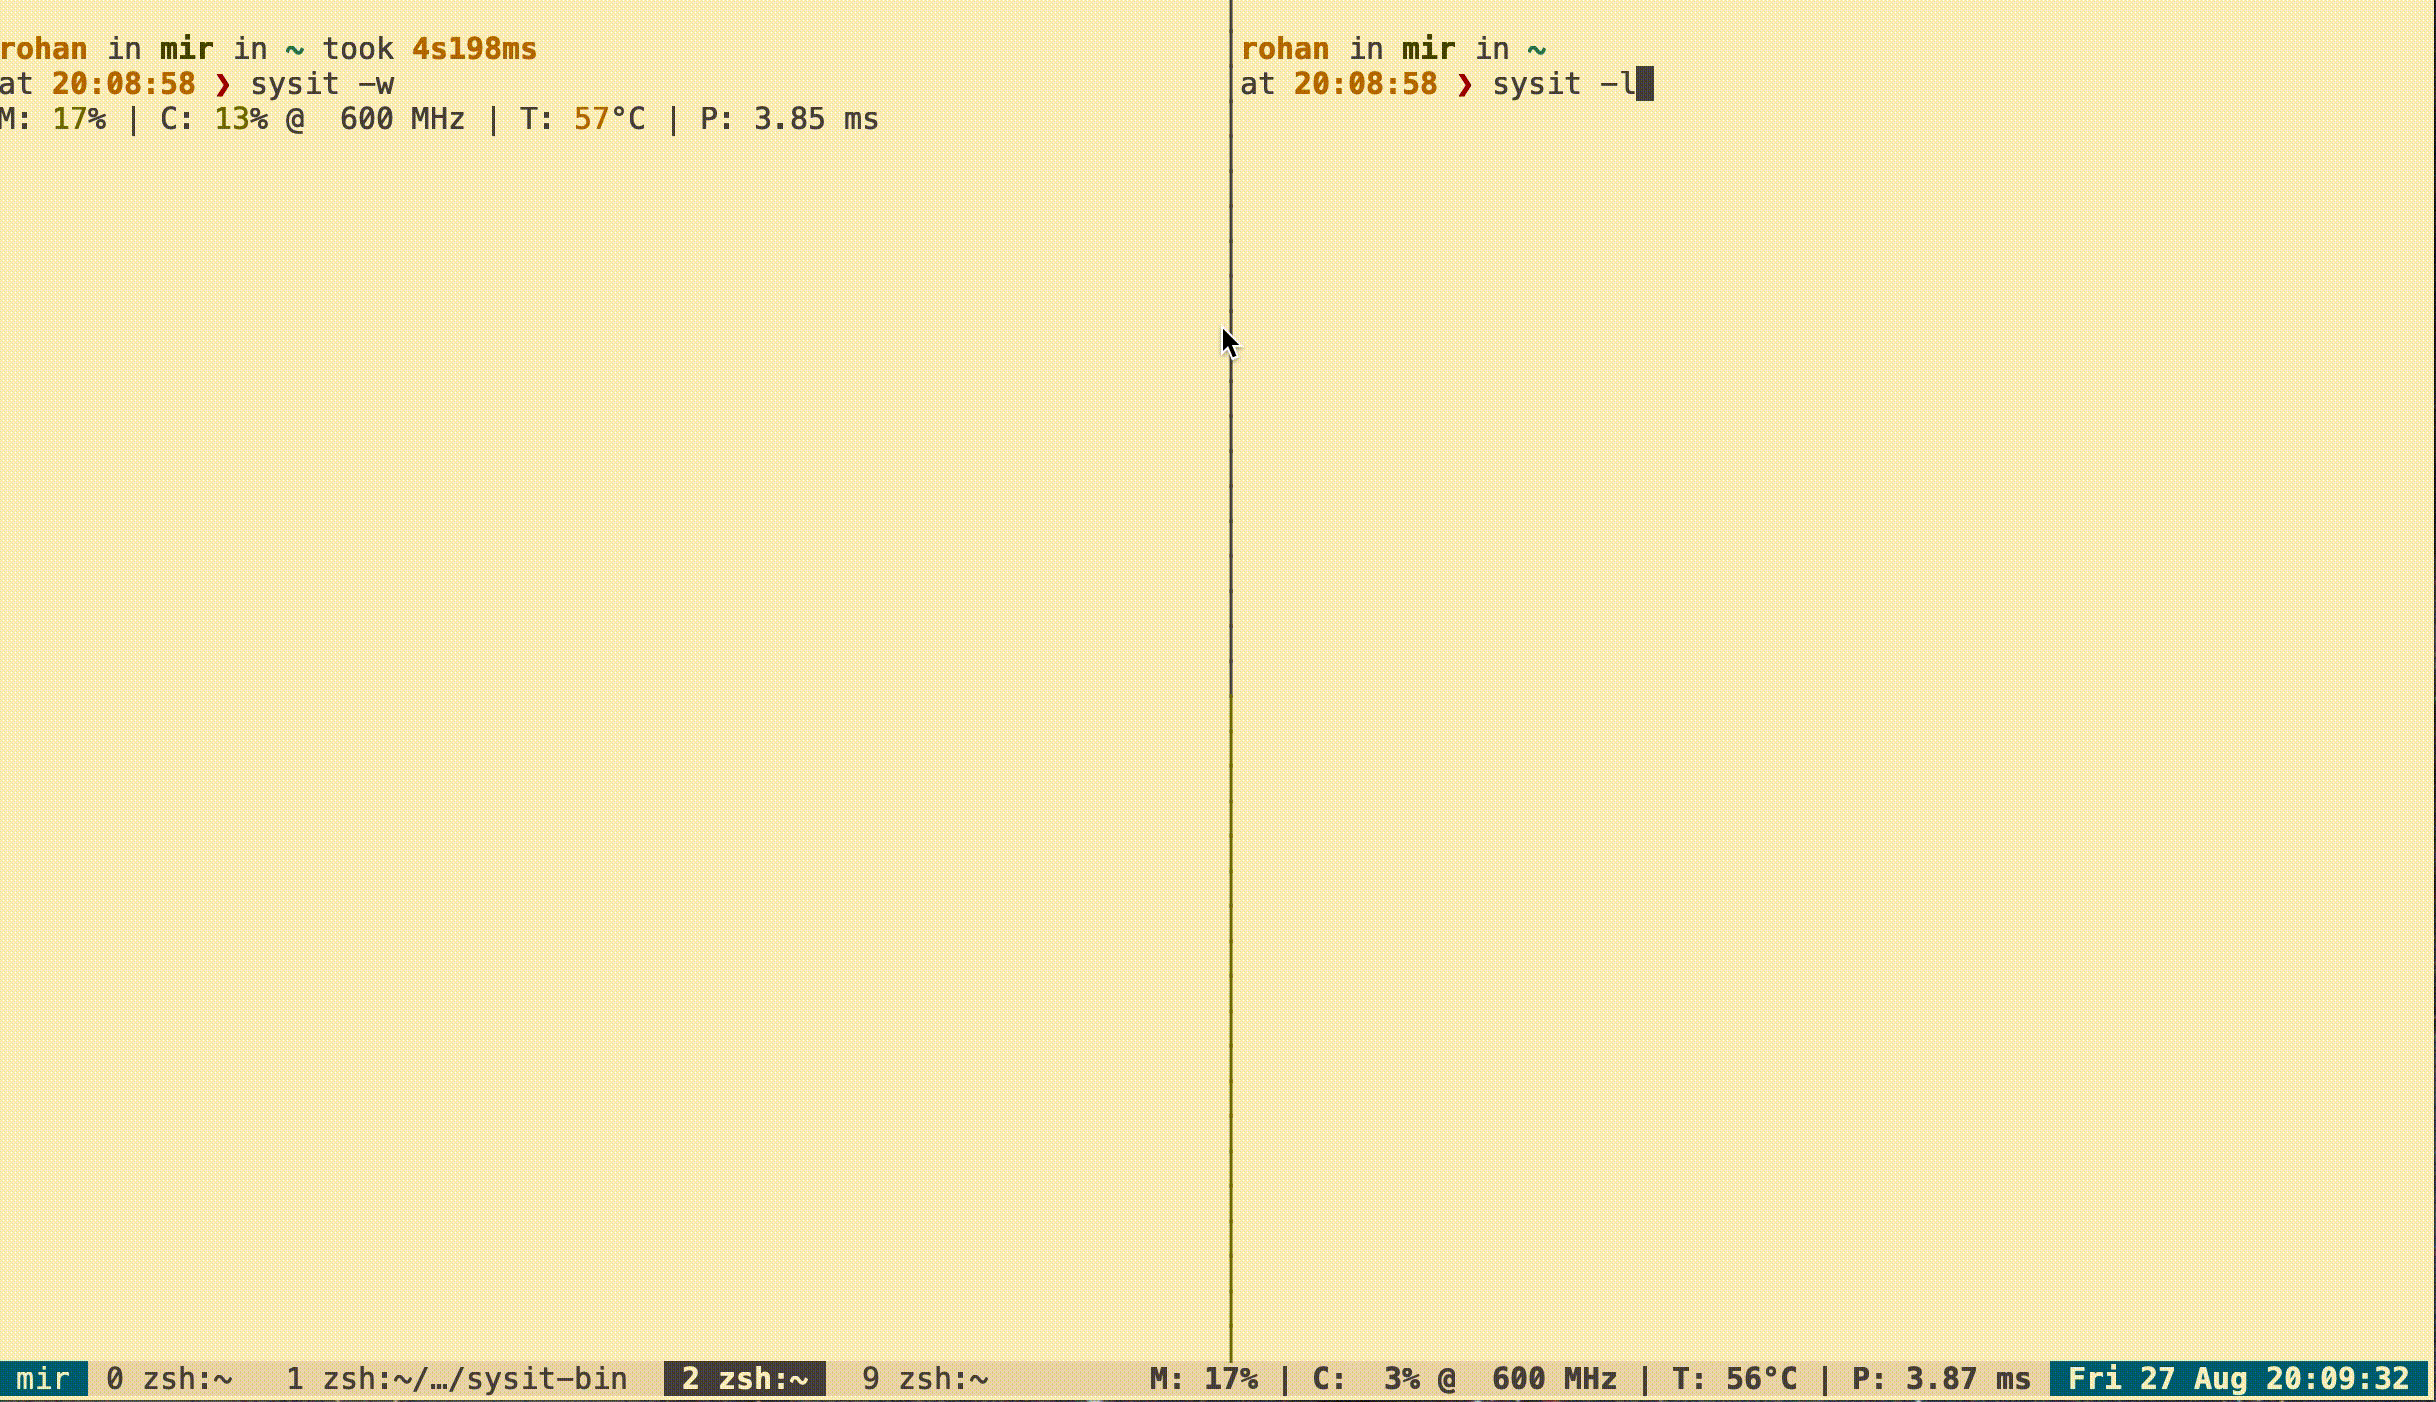 rohan in mir in ~ took 4s198ms
at 20:08:58 ❯ sysit -w
M: 17% | C: 13% @  600 MHz | T: 57°C | P: 3.85 ms
rohan in mir in ~
at 20:08:58 ❯ sysit -l
mir 0 zsh:~ 1 zsh:~/…/sysit-bin 2 zsh:~ 9 zsh:~ M: 17% | C:  3% @  600 MHz | T: 56°C | P: 3.87 ms Fri 27 Aug 20:09:32